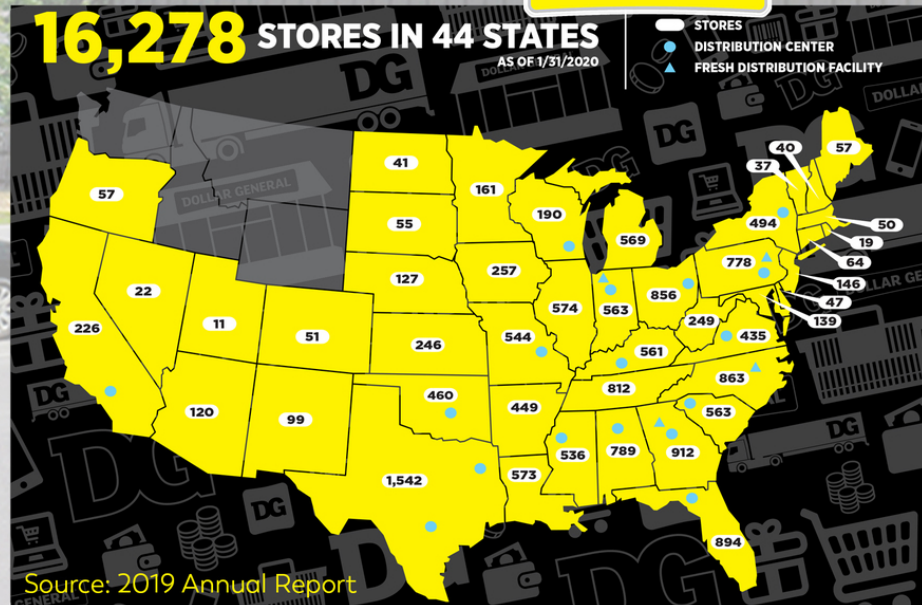 16,278 STORES IN 44 STATES
AS OF 1/31/2020
STORES
DISTRIBUTION CENTER
FRESH DISTRIBUTION FACILITY
DG
DOLLAR
DG
DG
DOLLAR GENERAL
41
161
57
40
37
57
190
55
494
50
569
19
778
64
127
257
146
22
574
563
856
47
DOLLAR GE
139
226
11
51
246
544
249
435
561
863
812
460
120
99
449
563
DG
536
789
912
1,542
573
DG
DG
894
DG
Source: 2019 Annual Report
GENERAL